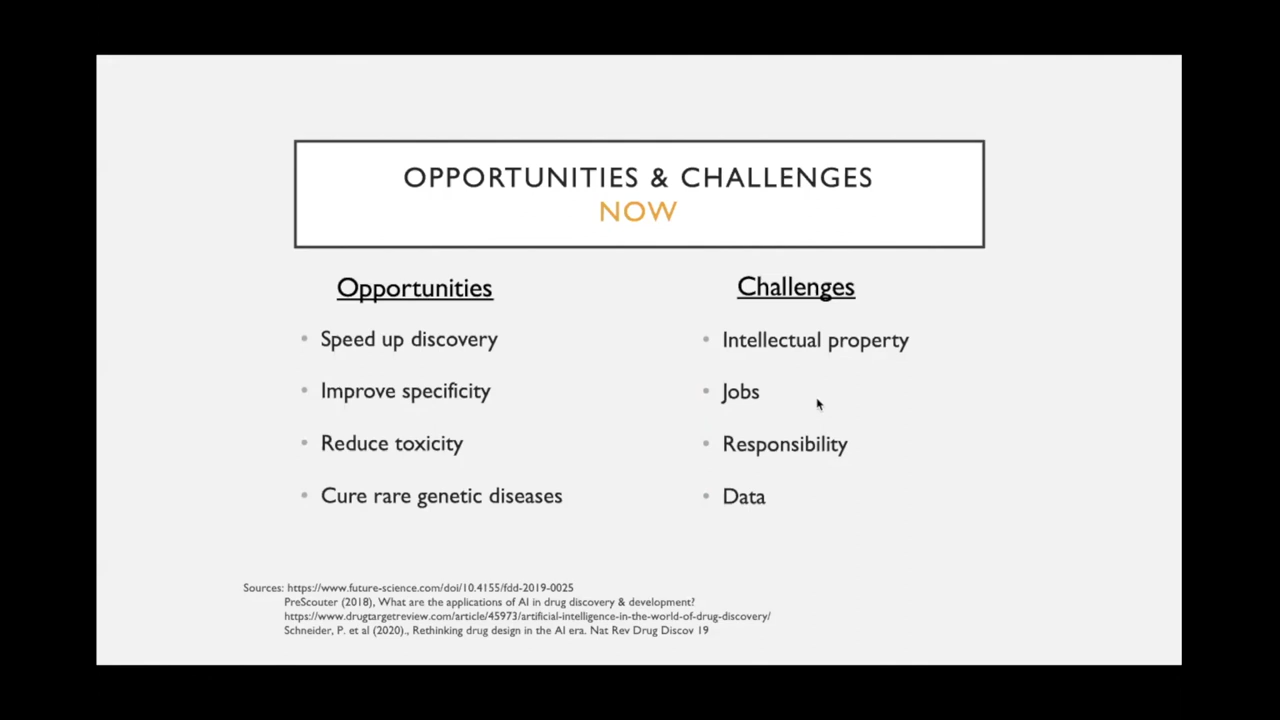 OPPORTUNITIES & CHALLENGES
NOW
Opportunities
Speed up discovery
Improve specificity
Reduce toxicity
Cure rare genetic diseases
Challenges
Intellectual property
Jobs
Responsibility
Data
Sources: https://www.future-science.com/doi/10.4155/fdd-2019-0025
PreScouter (2018), What are the applications of AI in drug discovery & development?
https://www.drugtargetreview.com/article/45973/artificial-intelligence-in-the-world-of-drug-discovery/
Schneider, P. et al (2020)., Rethinking drug design in the AI era. Nat Rev Drug Discov 19